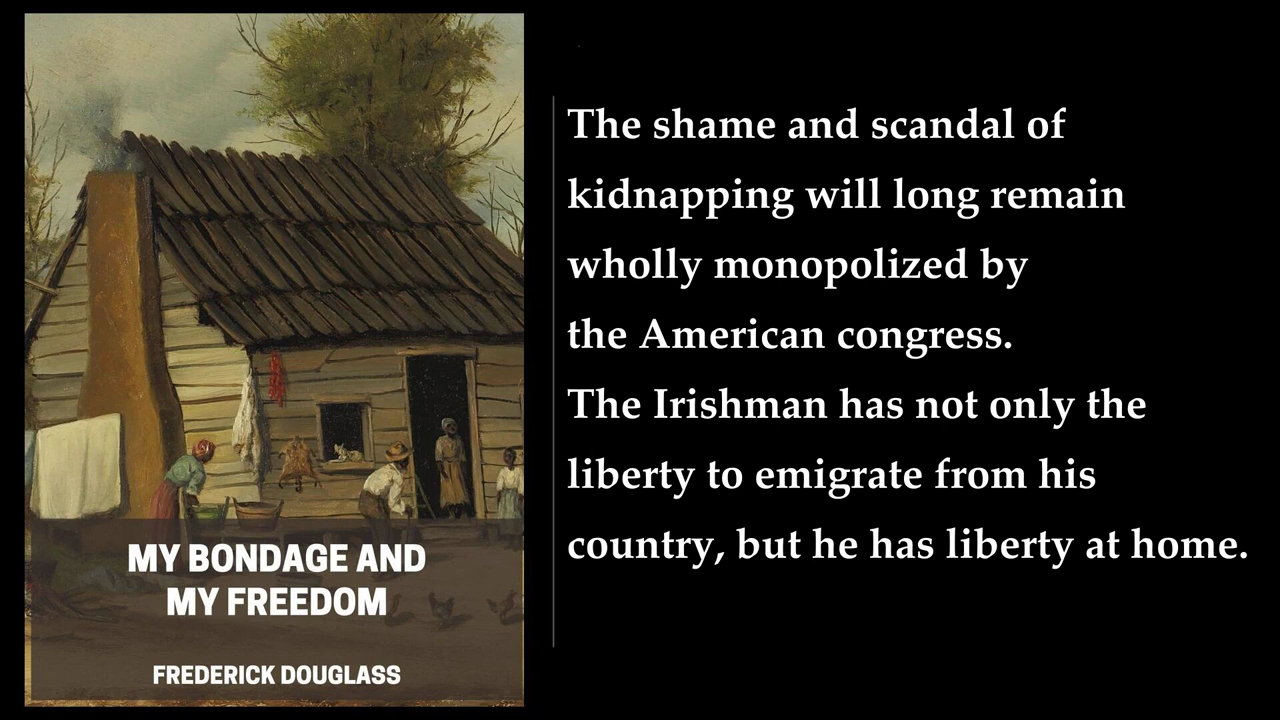 MY BONDAGE AND
MY FREEDOM
FREDERICK DOUGLASS
The shame and scandal of
kidnapping will long remain
wholly monopolized by
the American congress.
The Irishman has not only the
liberty to emigrate from his
country, but he has liberty at home.